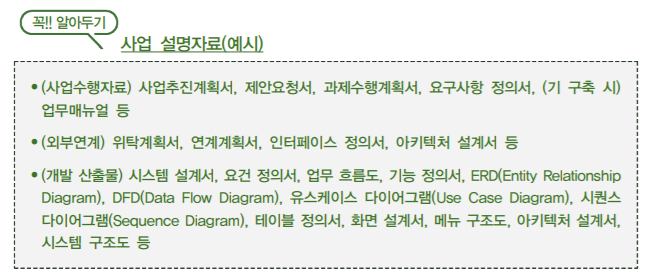 꼭!! 알아두기
사업 설명자료(예시)
• (사업수행자료) 사업추진계획서, 제안요청서, 과제수행계획서, 요구사항 정의서, (기 구축 시)
업무매뉴얼 등
• (외부연계) 위탁계획서, 연계계획서, 인터페이스 정의서, 아키텍처 설계서 등
• (개발 산출물) 시스템 설계서, 요건 정의서, 업무 흐름도, 기능 정의서, ERD(Entity Relationship
Diagram), DFD(Data Flow Diagram), 유스케이스 다이어그램(Use Case Diagram), 시퀀스
다이어그램(Sequence Diagram), 테이블 정의서, 화면 설계서, 메뉴 구조도, 아키텍처 설계서,
시스템 구조도 등